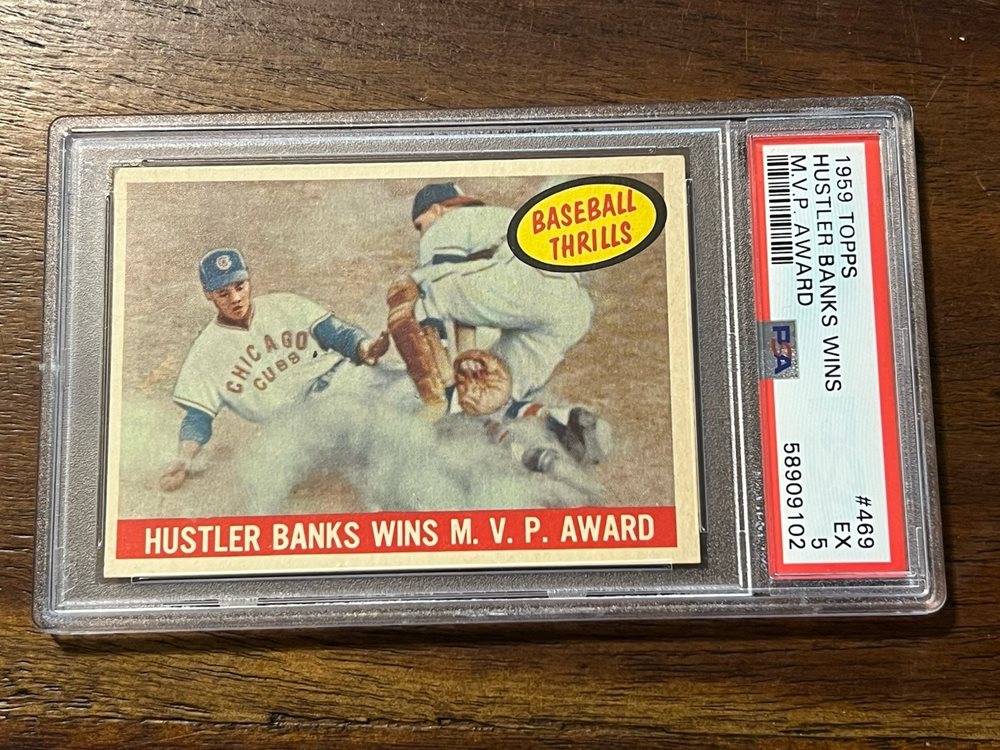 BASEBALL
THRILLS
C
CHICAGO
CUBS
HUSTLER BANKS WINS M. V. P. AWARD
1959 TOPPS
HUSTLER BANKS WINS
M.V.P. AWARD
PSA
#469
EX
5
58909102